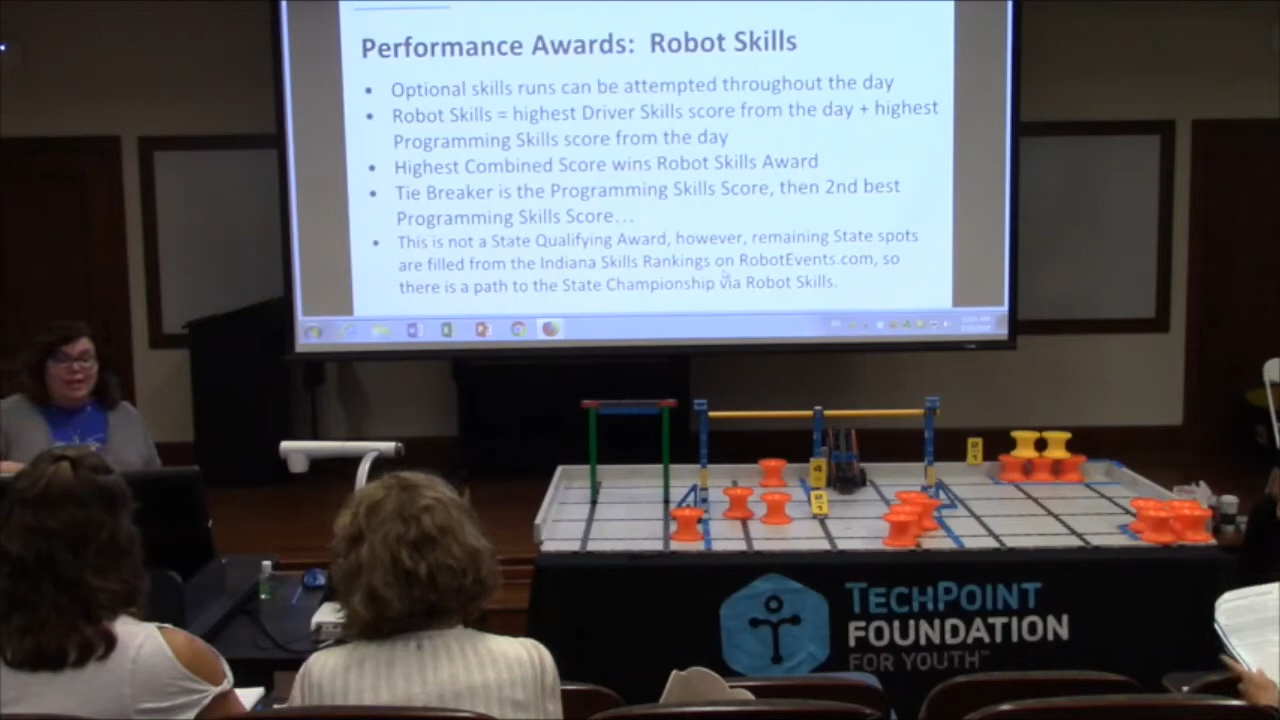 Performance Awards: Robot Skills
• Optional skills runs can be attempted throughout the day
• Robot Skills = highest Driver Skills score from the day + highest
Programming Skills score from the day
• Highest Combined Score wins Robot Skills Award
• Tie Breaker is the Programming Skills Score, then 2nd best
Programming Skills Score…
• This is not a State Qualifying Award, however, remaining State spots
are filled from the Indiana Skills Rankings on RobotEvents.com, so
there is a path to the State Championship via Robot Skills.
4
TECHPOINT
FOUNDATION
FOR YOUTH™